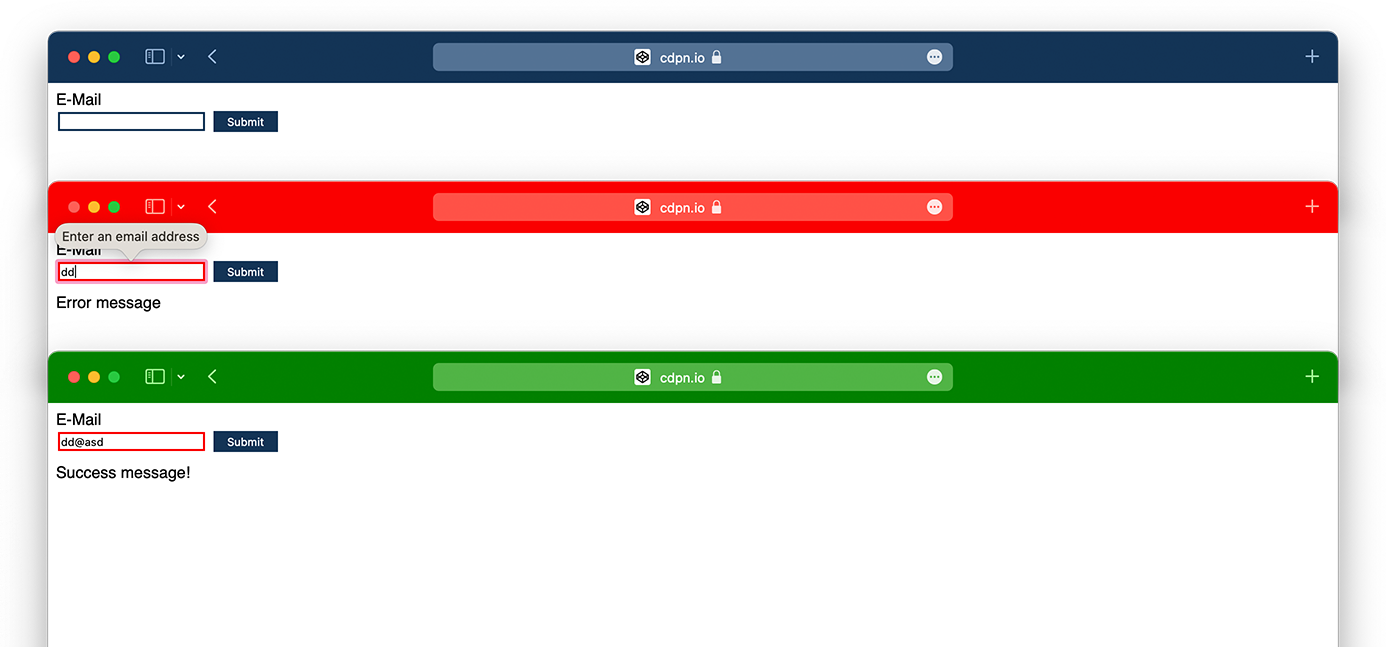 cdpn.io
E-Mail
Submit
cdpn.io
Enter an email address
E-Mail
dd
Submit
Error message
cdpn.io
E-Mail
dd@asd
Submit
Success message!